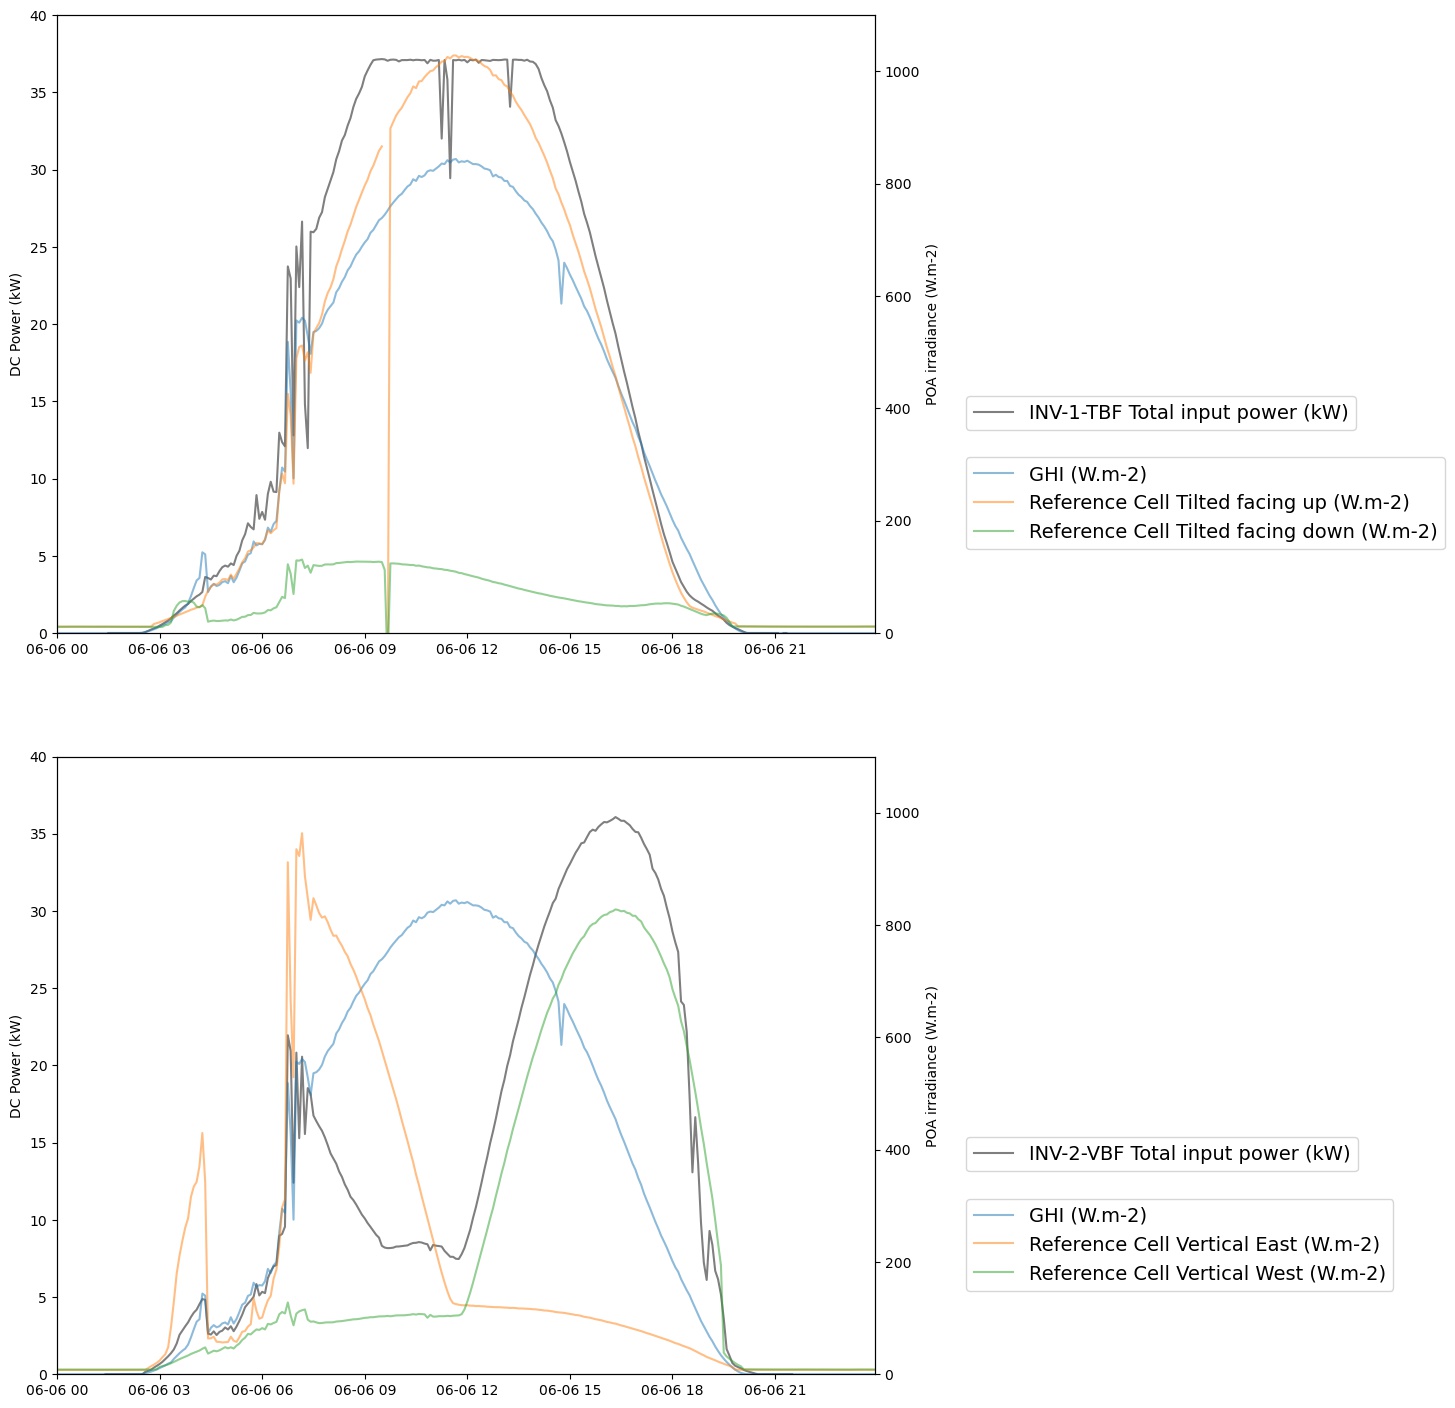 40
35
30
25
20
15
10
5
0
DC Power (kW)
1000
800
600
400
200
0
POA irradiance (W.m-2)
06-06 00 06-06 03 06-06 06 06-06 09 06-06 12 06-06 15 06-06 18 06-06 21
INV-1-TBF Total input power (kW)
GHI (W.m-2)
Reference Cell Tilted facing up (W.m-2)
Reference Cell Tilted facing down (W.m-2)
40
35
30
25
20
15
10
5
0
DC Power (kW)
1000
800
600
400
200
0
POA irradiance (W.m-2)
06-06 00 06-06 03 06-06 06 06-06 09 06-06 12 06-06 15 06-06 18 06-06 21
INV-2-VBF Total input power (kW)
GHI (W.m-2)
Reference Cell Vertical East (W.m-2)
Reference Cell Vertical West (W.m-2)